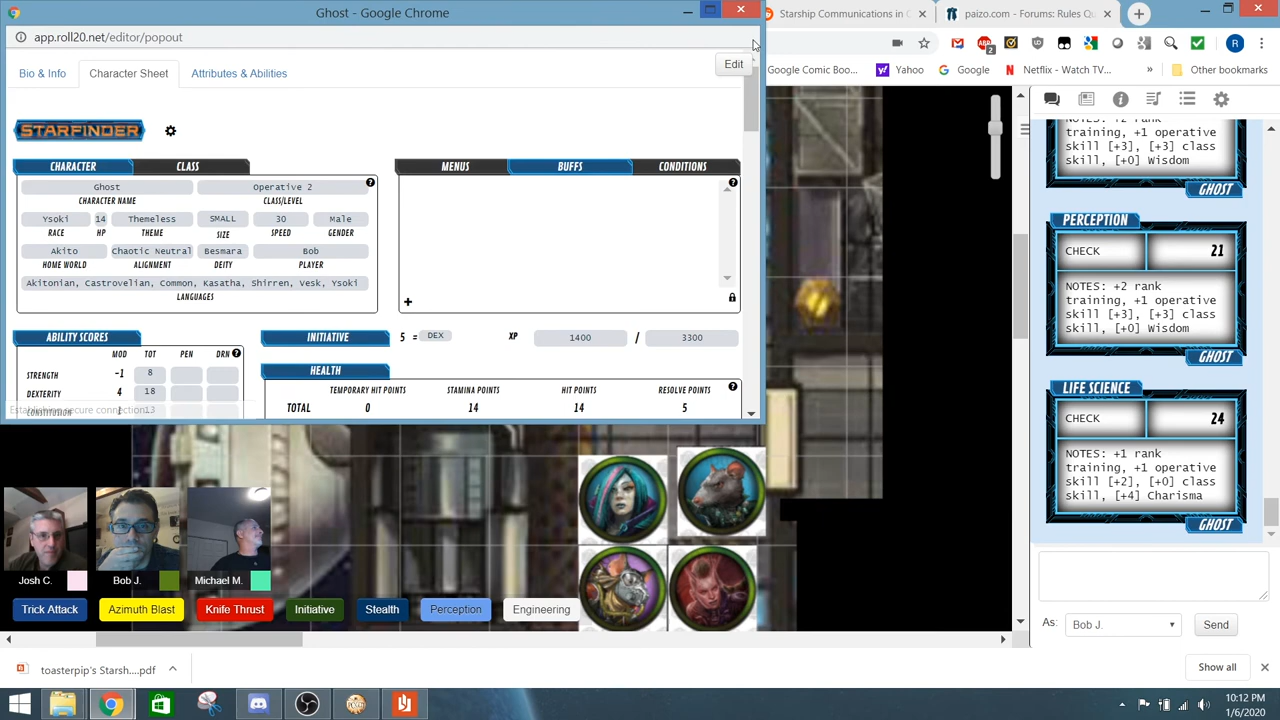 Ghost - Google Chrome
app.roll20.net/editor/popout
Bio & Info
Character Sheet
Attributes & Abilities
Edit
STARFINDER
CHARACTER
CLASS
Ghost
Operative 2
CHARACTER NAME
CLASS/LEVEL
Ysoki
14
Themeless
SMALL
30
Male
RACE
HP
THEME
SIZE
SPEED
GENDER
Akito
Chaotic Neutral
Besmara
Bob
HOME WORLD
ALIGNMENT
DEITY
PLAYER
Akitonian, Castrovelian, Common, Kasatha, Shirren, Vesk, Ysoki
LANGUAGES
MENUS
BUFFS
CONDITIONS
ABILITY SCORES
MOD
TOT
PEN
DRN
STRENGTH
-1
8
DEXTERITY
4
18
CONSTITUTION
1
13
Establishing secure connection...
INITIATIVE
5 = DEX
XP
1400
/
3300
HEALTH
TEMPORARY HIT POINTS
STAMINA POINTS
HIT POINTS
RESOLVE POINTS
TOTAL
0
14
14
5
Starship Communications in
paizo.com - Forums: Rules Qu
2
R
Google Comic Boo...
Yahoo
Google
Netflix - Watch TV...
»
Other bookmarks
NOTES: +2 rank
training, +1 operative
skill [+3], [+3] class
skill, [+0] Wisdom
GHOST
PERCEPTION
CHECK
21
NOTES: +2 rank
training, +1 operative
skill [+3], [+3] class
skill, [+0] Wisdom
GHOST
LIFE SCIENCE
CHECK
24
NOTES: +1 rank
training, +1 operative
skill [+2], [+0] class
skill, [+4] Charisma
GHOST
As:
Bob J.
Send
Josh C.
Bob J.
Michael M.
Trick Attack
Azimuth Blast
Knife Thrust
Initiative
Stealth
Perception
Engineering
toasterpip's Starsh....pdf
Show all
10:12 PM
1/6/2020